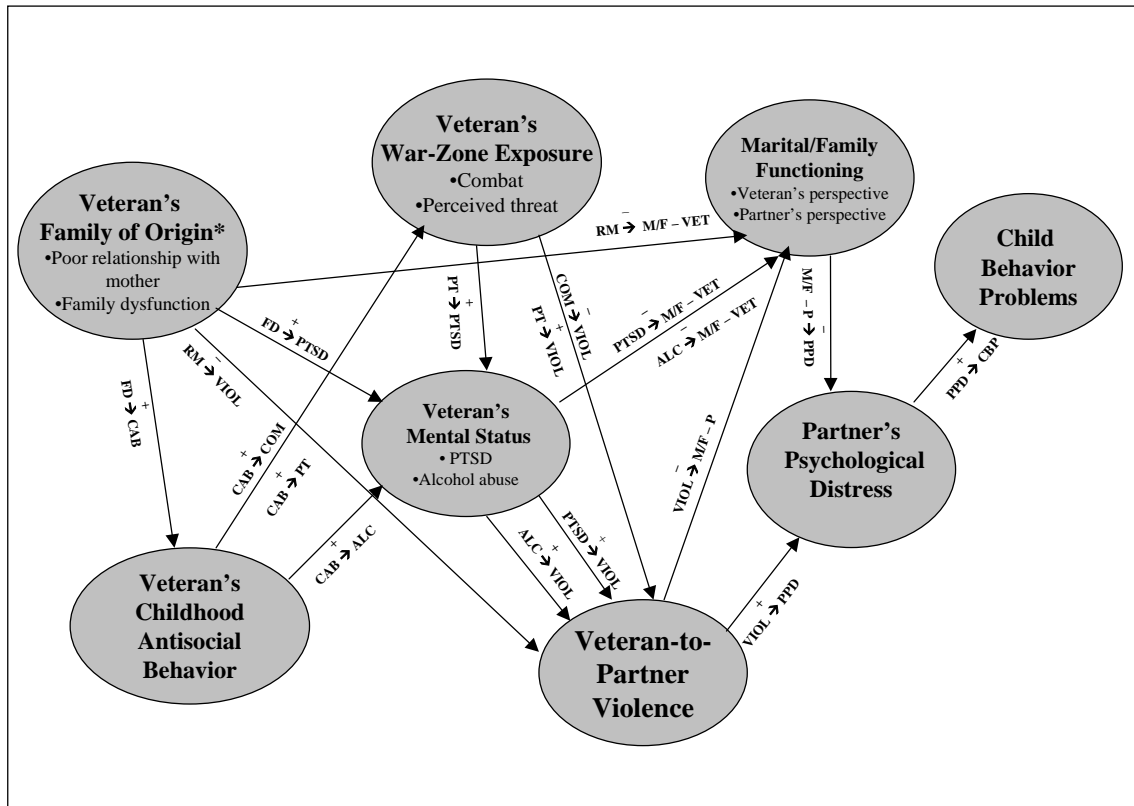 Veteran's
Family of Origin*
•Poor relationship with
mother
•Family dysfunction
Veteran's
War-Zone Exposure
•Combat
•Perceived threat
Marital/Family
Functioning
•Veteran's perspective
•Partner's perspective
Child
Behavior
Problems
Veteran's
Mental Status
• PTSD
•Alcohol abuse
Partner's
Psychological
Distress
Veteran's
Childhood
Antisocial
Behavior
Veteran-to-
Partner
Violence
RM → M/F – VET
–
FD → PTSD
+
RM → VIOL
–
FD → CAB
+
CAB → COM
+
CAB → PT
+
CAB → ALC
+
PT → PTSD
+
COM → VIOL
–
PT → VIOL
+
PTSD → M/F – VET
–
ALC → M/F – VET
–
ALC → VIOL
+
PTSD → VIOL
+
VIOL → M/F – P
–
M/F – P → PPD
–
VIOL → PPD
+
PPD → CBP
+